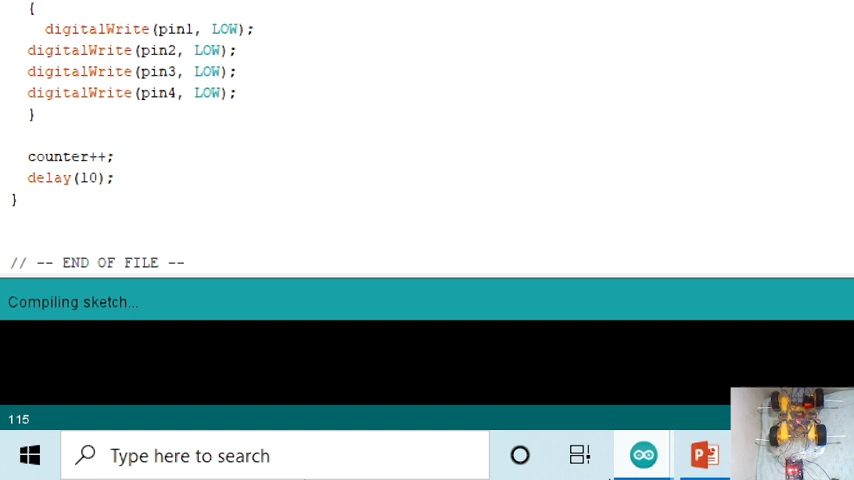 {
digitalWrite(pin1, LOW);
digitalWrite(pin2, LOW);
digitalWrite(pin3, LOW);
digitalWrite(pin4, LOW);
}
counter++;
delay(10);
}
// -- END OF FILE --
Compiling sketch...
115
Type here to search
P